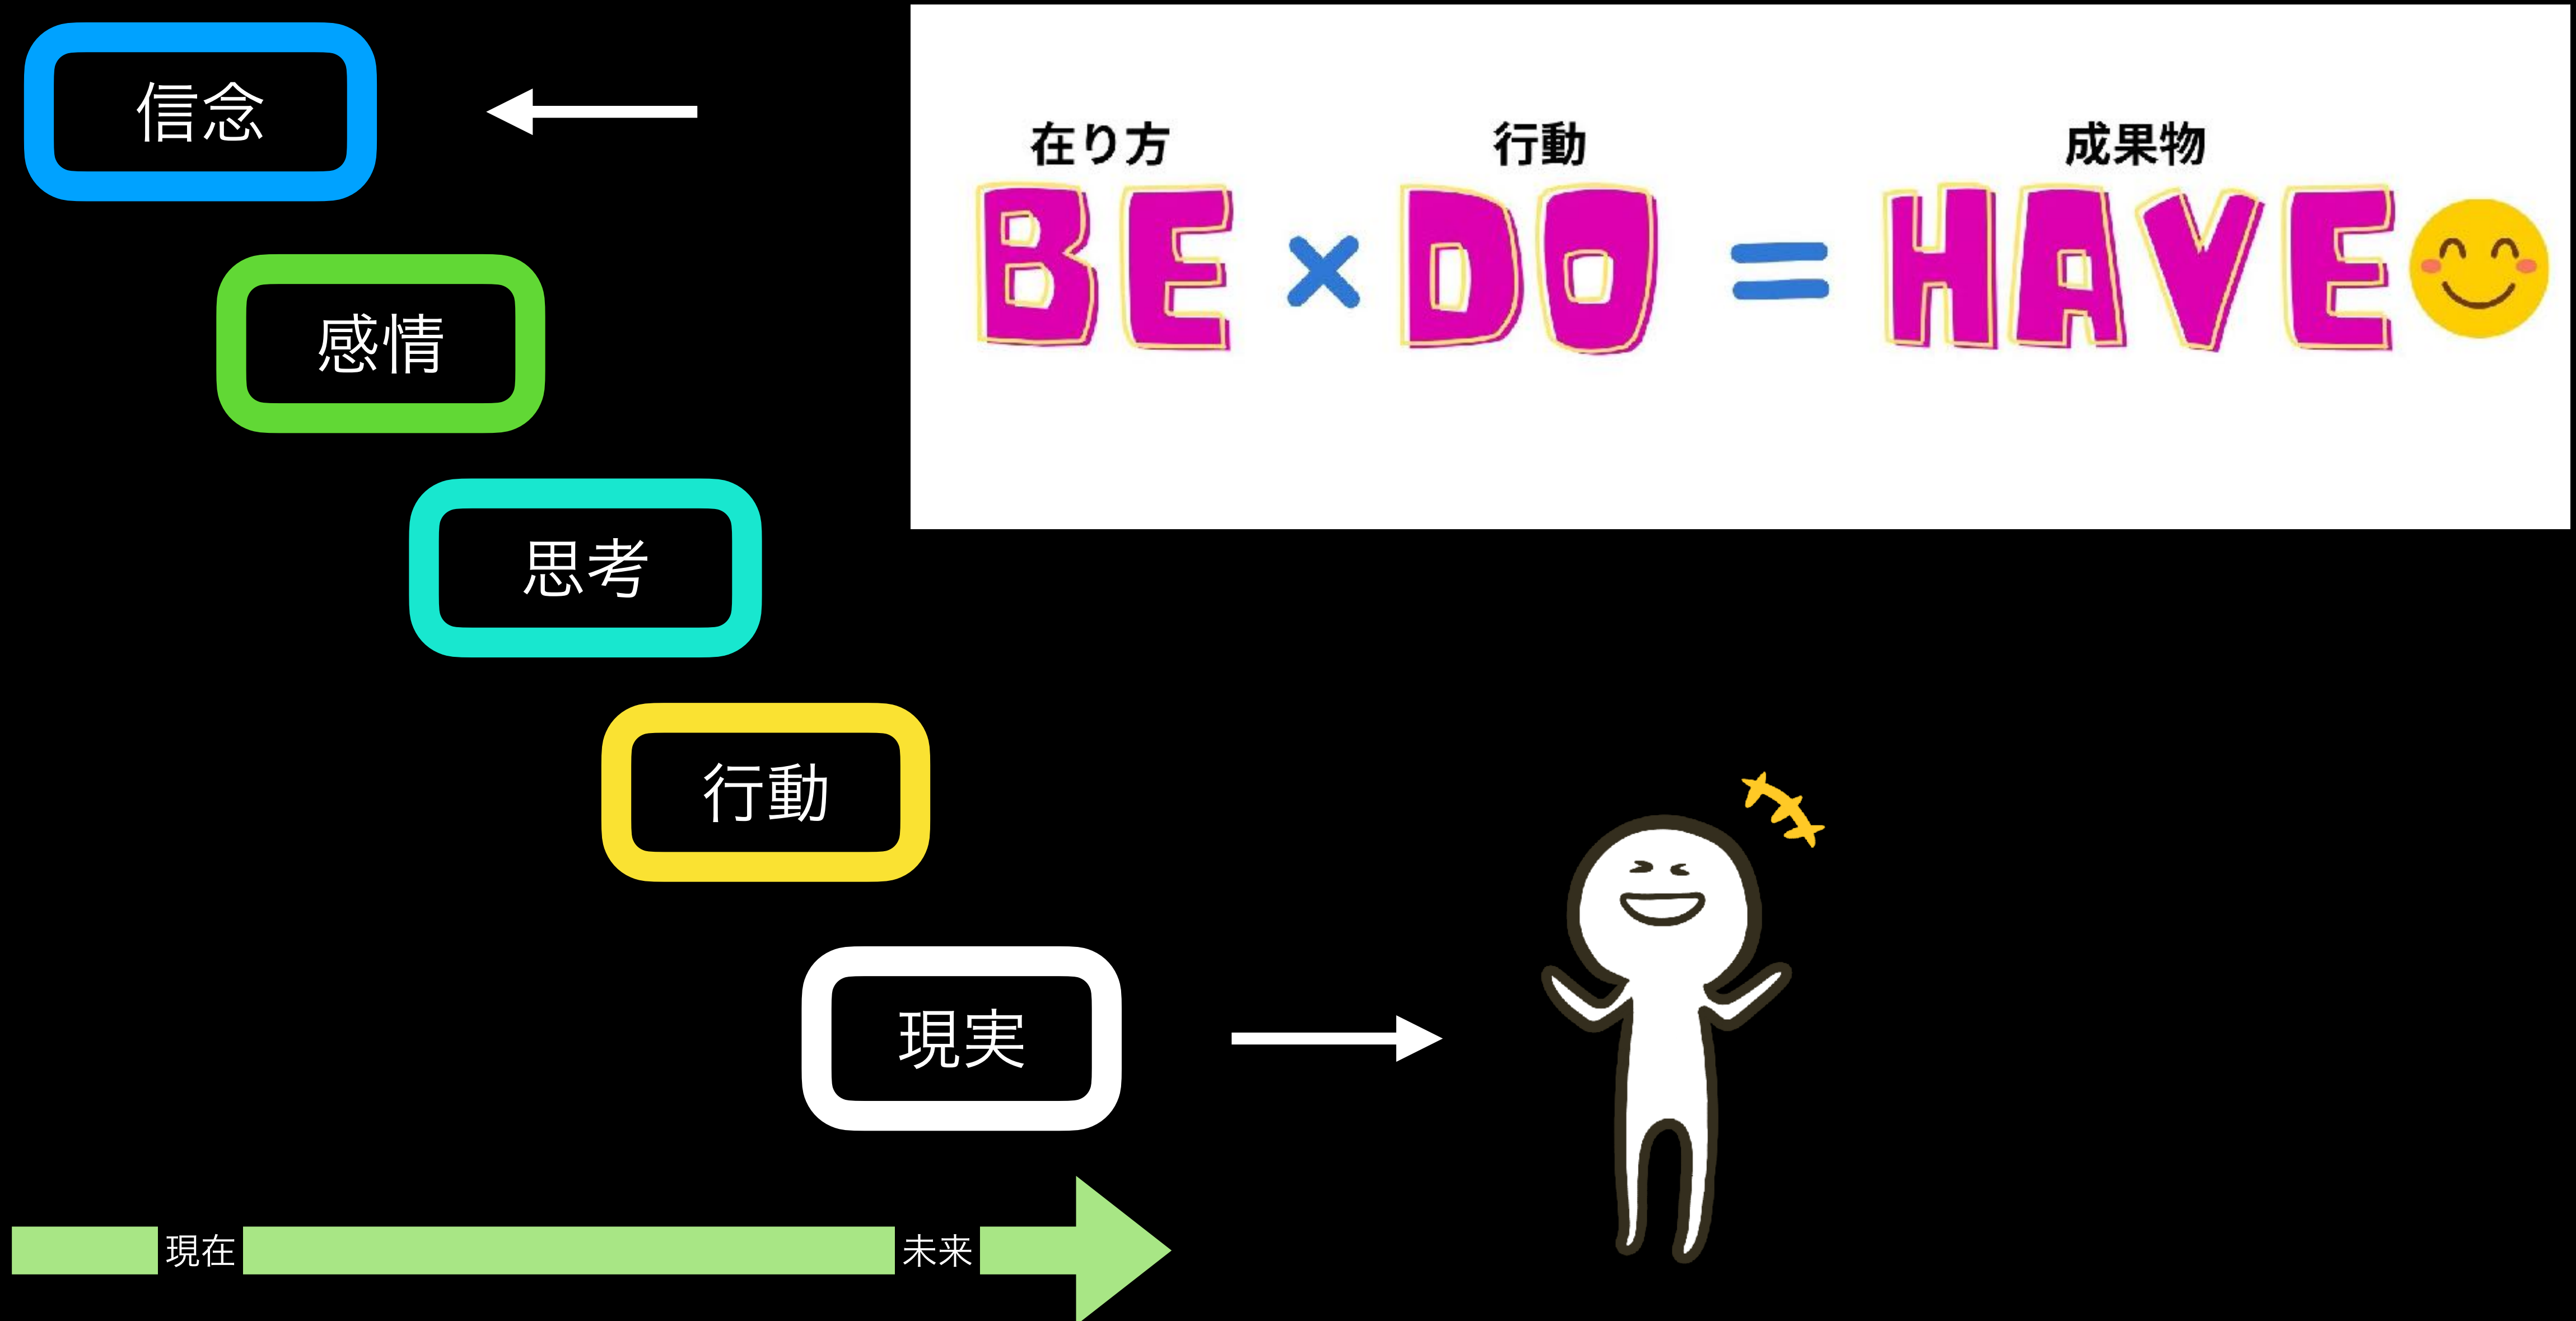 信念
在り方 行動 成果物
BE × DO = HAVE
感情
思考
行動
現実
現在 未来